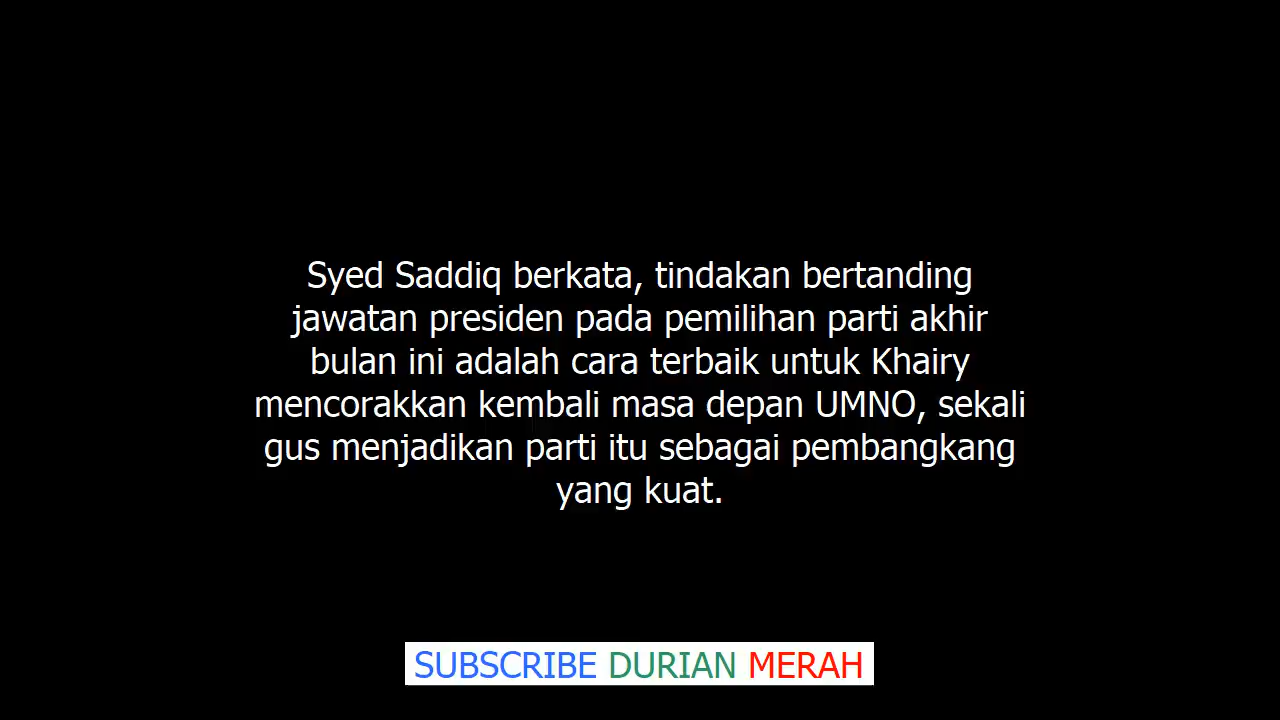 Syed Saddiq berkata, tindakan bertanding
jawatan presiden pada pemilihan parti akhir
bulan ini adalah cara terbaik untuk Khairy
mencorakkan kembali masa depan UMNO, sekali
gus menjadikan parti itu sebagai pembangkang
yang kuat.
SUBSCRIBE DURIAN MERAH